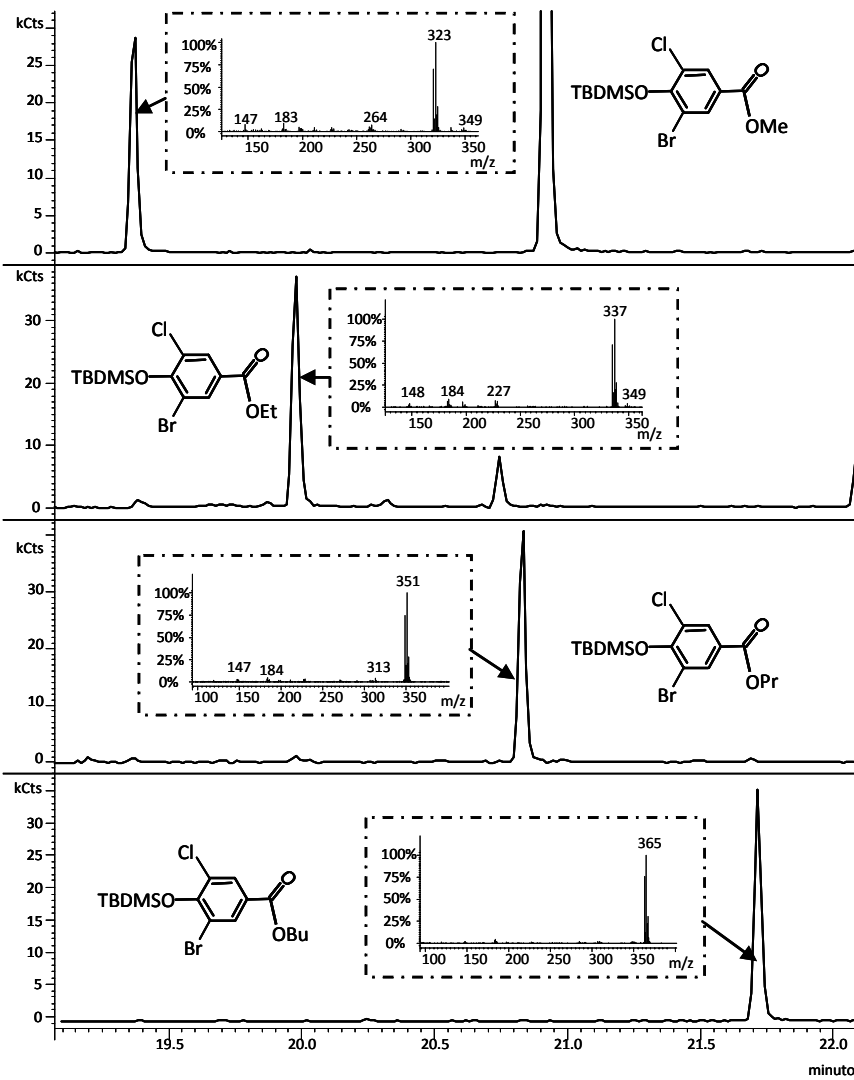 kCts
25
20
15
10
5
0
100%
75%
50%
25%
0%
323
147
183
264
349
150
200
250
300
350
m/z
Cl
TBDMSO
Br
O
OMe
kCts
30
20
10
0
Cl
TBDMSO
Br
O
OEt
100%
75%
50%
25%
0%
337
148
184
227
349
150
200
250
300
350
m/z
kCts
30
20
10
0
100%
75%
50%
25%
0%
351
147
184
313
100
150
200
250
300
350
m/z
Cl
TBDMSO
Br
O
OPr
kCts
30
25
20
15
10
5
0
Cl
TBDMSO
Br
O
OBu
100%
75%
50%
25%
0%
365
100
150
200
250
300
350
m/z
19.5
20.0
20.5
21.0
21.5
22.0
minuto